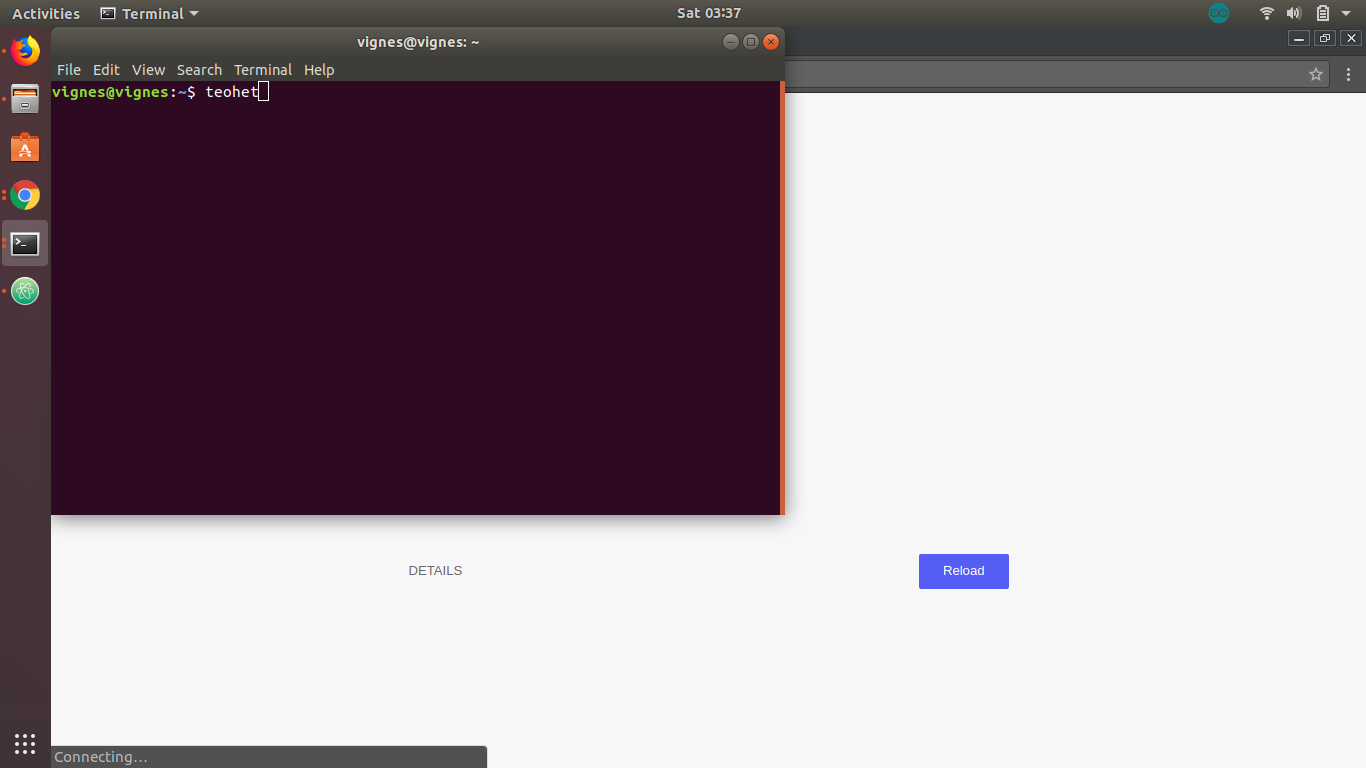 Activities Terminal Sat 03:37
vignes@vignes: ~
File Edit View Search Terminal Help
vignes@vignes:~$ teohet
DETAILS Reload
Connecting…